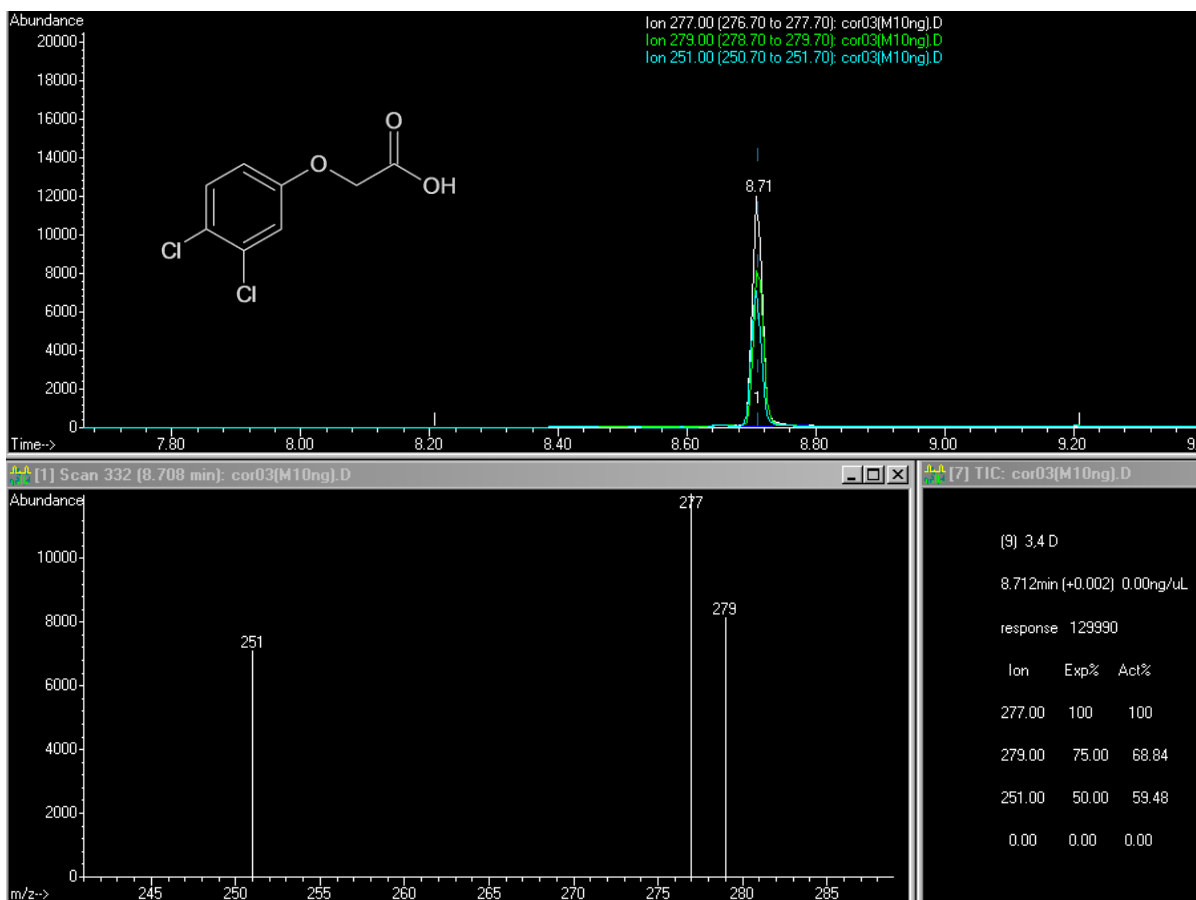 Abundance
Ion 277.00 (276.70 to 277.70): cor03(M10ng).D
Ion 279.00 (278.70 to 279.70): cor03(M10ng).D
Ion 251.00 (250.70 to 251.70): cor03(M10ng).D
20000
18000
16000
14000
12000
10000
8000
6000
4000
2000
0
O
O
OH
Cl
Cl
8.71
1
Time-->
7.80 8.00 8.20 8.40 8.60 8.80 9.00 9.20 9.
[1] Scan 332 (8.708 min): cor03(M10ng).D
Abundance
10000
8000
6000
4000
2000
0
251
277
279
m/z-->
245 250 255 260 265 270 275 280 285
[7] TIC: cor03(M10ng).D
(9) 3,4 D
8.712min (+0.002) 0.00ng/uL
response 129990
Ion Exp% Act%
277.00 100 100
279.00 75.00 68.84
251.00 50.00 59.48
0.00 0.00 0.00